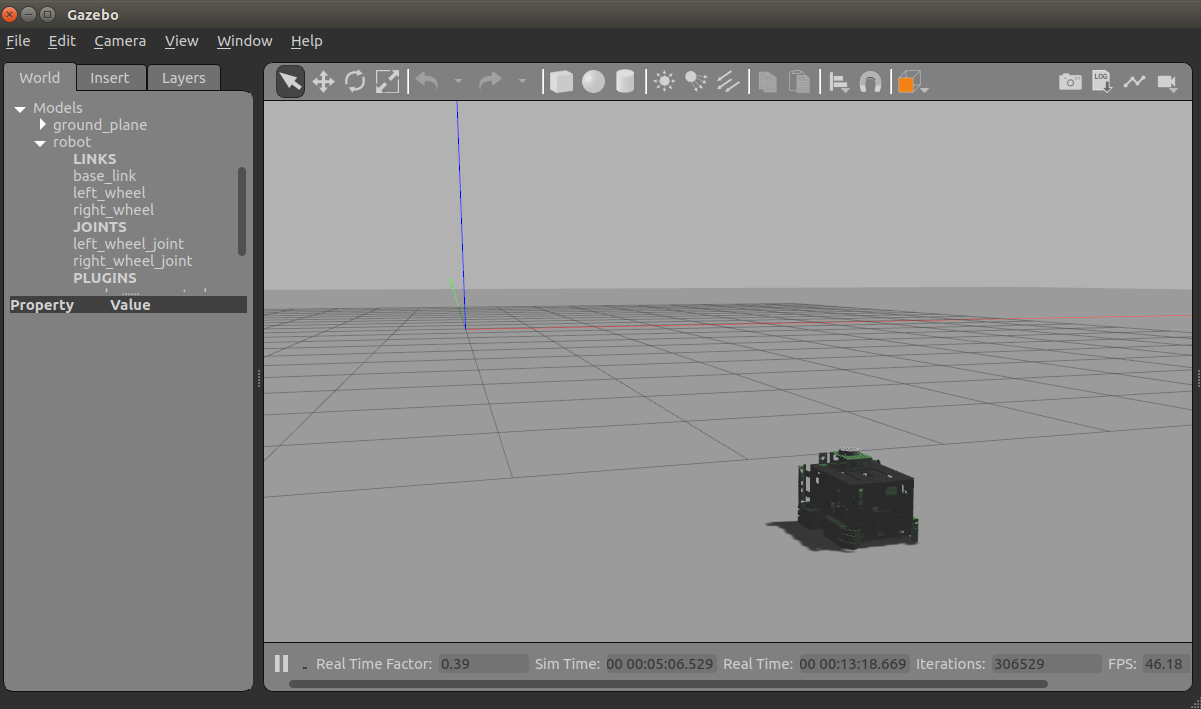 Gazebo
File Edit Camera View Window Help
World Insert Layers
LOG
Models
ground_plane
robot
LINKS
base_link
left_wheel
right_wheel
JOINTS
left_wheel_joint
right_wheel_joint
PLUGINS
Property Value
Real Time Factor: 0.39 Sim Time: 00 00:05:06.529 Real Time: 00 00:13:18.669 Iterations: 306529 FPS: 46.18